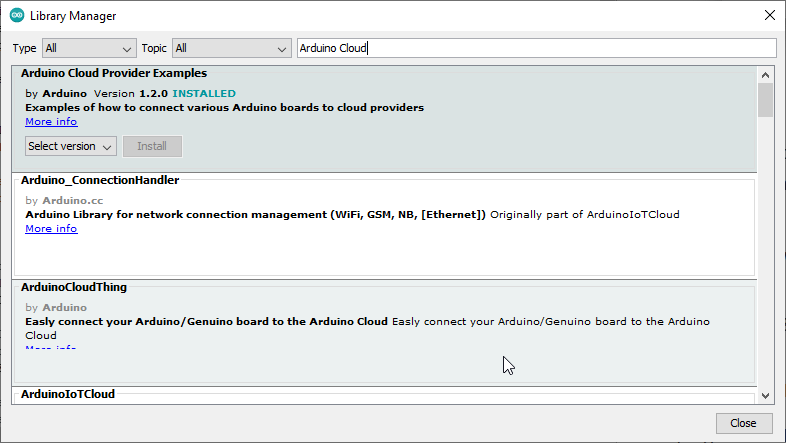 Library Manager
Type All Topic All Arduino Cloud
Arduino Cloud Provider Examples
by Arduino Version 1.2.0 INSTALLED
Examples of how to connect various Arduino boards to cloud providers
More info
Select version Install
Arduino_ConnectionHandler
by Arduino.cc
Arduino Library for network connection management (WiFi, GSM, NB, [Ethernet]) Originally part of ArduinoIoTCloud
More info
ArduinoCloudThing
by Arduino
Easly connect your Arduino/Genuino board to the Arduino Cloud Easly connect your Arduino/Genuino board to the Arduino
Cloud
More info
ArduinoIoTCloud
Close